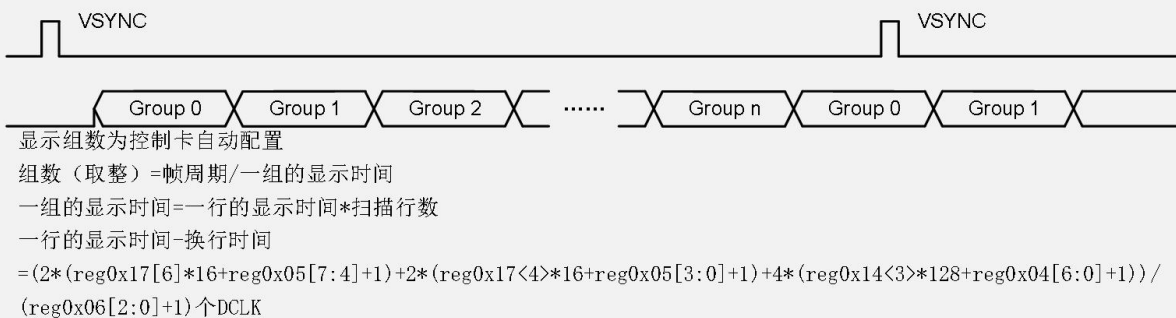 VSYNC VSYNC
Group 0 Group 1 Group 2 ...... Group n Group 0 Group 1
显示组数为控制卡自动配置
组数（取整）=帧周期/一组的显示时间
一组的显示时间=一行的显示时间*扫描行数
一行的显示时间-换行时间
=(2*(reg0x17[6]*16+reg0x05[7:4]+1)+2*(reg0x17<4>*16+reg0x05[3:0]+1)+4*(reg0x14<3>*128+reg0x04[6:0]+1))/
(reg0x06[2:0]+1)个DCLK